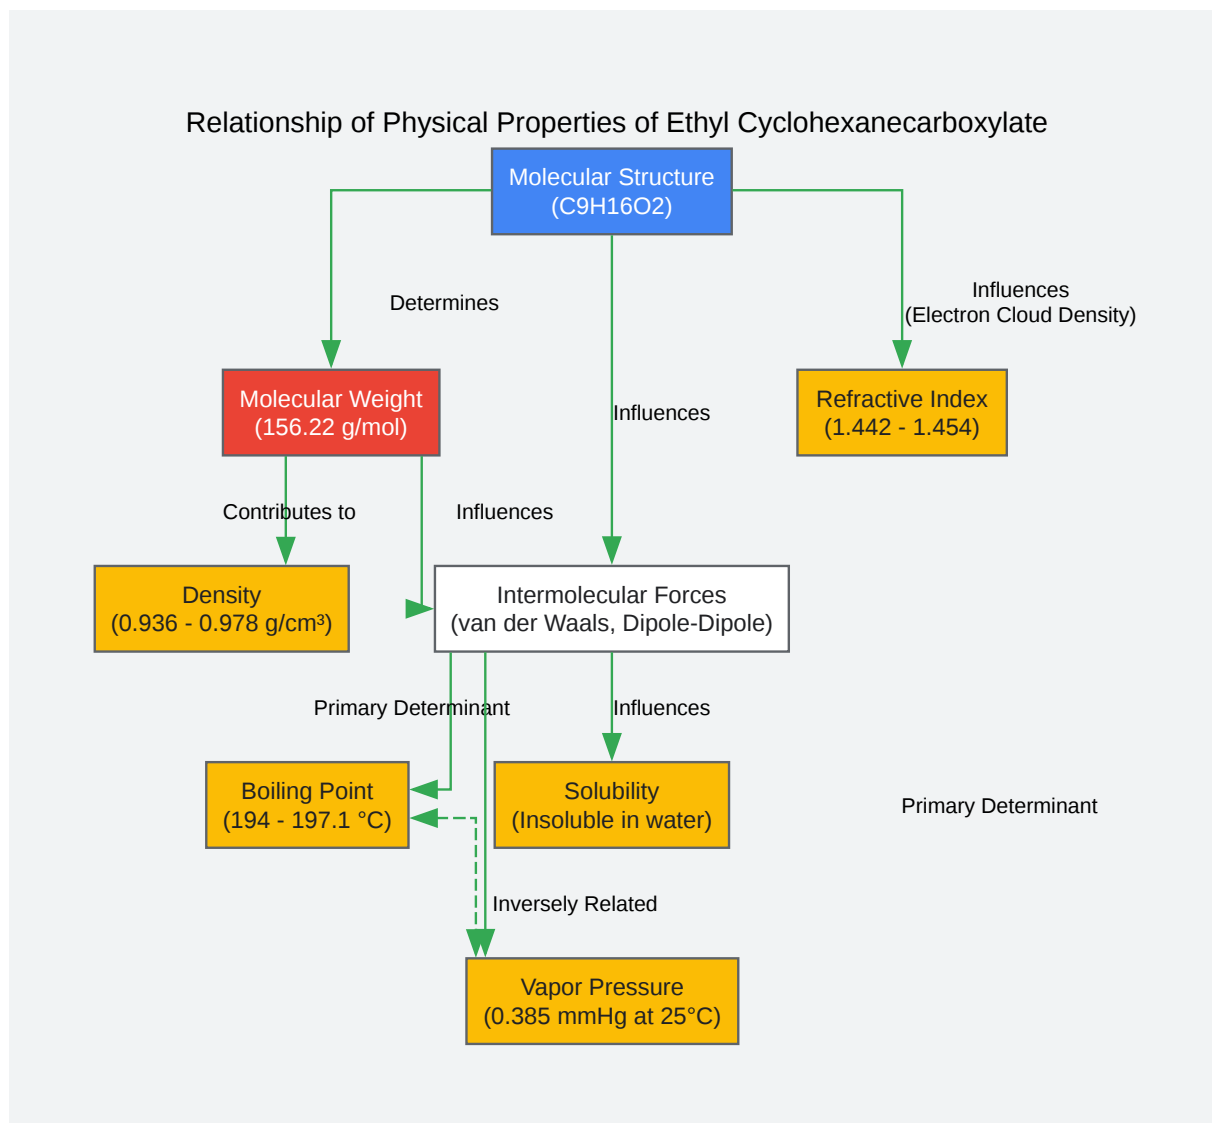 Relationship of Physical Properties of Ethyl Cyclohexanecarboxylate
Molecular Structure
(C9H16O2)
Determines
Influences
(Electron Cloud Density)
Molecular Weight
(156.22 g/mol)
Influences
Refractive Index
(1.442 - 1.454)
Contributes to
Influences
Density
(0.936 - 0.978 g/cm³)
Intermolecular Forces
(van der Waals, Dipole-Dipole)
Primary Determinant
Influences
Boiling Point
(194 - 197.1 °C)
Solubility
(Insoluble in water)
Primary Determinant
Inversely Related
Vapor Pressure
(0.385 mmHg at 25°C)